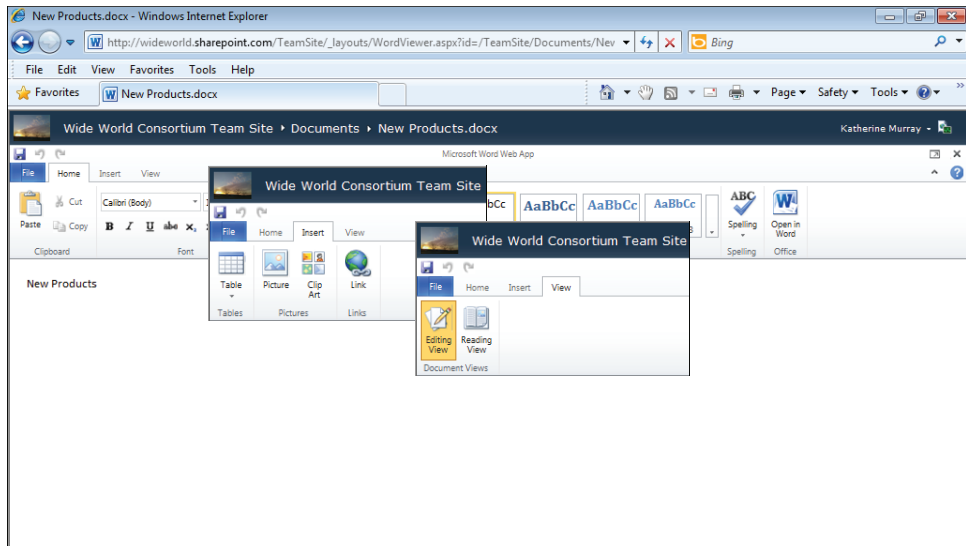 New Products.docx - Windows Internet Explorer
http://wideworld.sharepoint.com/TeamSite/_layouts/WordViewer.aspx?id=/TeamSite/Documents/Nev
Bing
File Edit View Favorites Tools Help
Favorites New Products.docx Page Safety Tools
Wide World Consortium Team Site Documents New Products.docx Katherine Murray
Microsoft Word Web App
File Home Insert View
Cut
Calibri (Body)
Paste
Copy
B I U abc x,
Clipboard Font
bCc AaBbCc AaBbCc AaBbCc
ABC
Spelling
Open in
Word
Spelling Office
New Products
Wide World Consortium Team Site
File Home Insert View
Table Picture Clip
Art Link
Tables Pictures Links
Wide World Consortium Team Site
File Home Insert View
Editing
View
Reading
View
Document Views